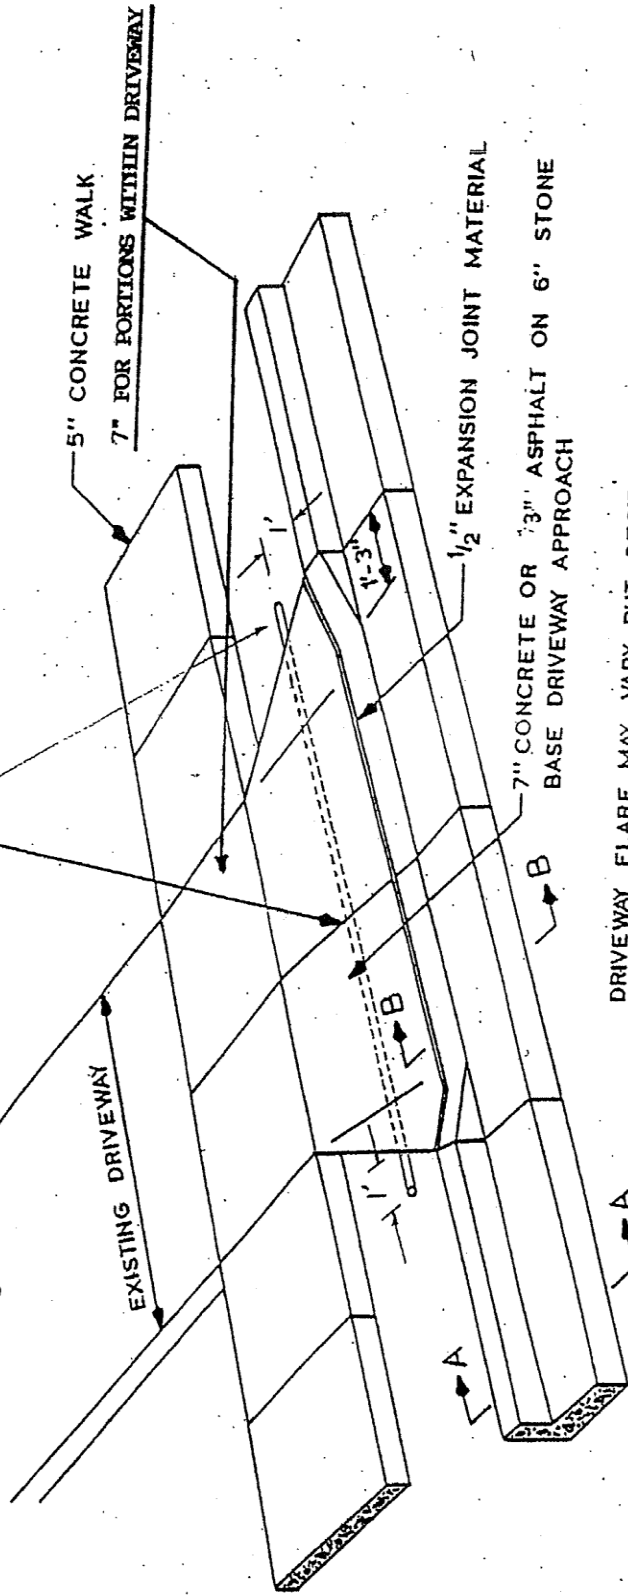 5" CONCRETE WALK
7" FOR PORTIONS WITHIN DRIVEWAY
EXISTING DRIVEWAY
1'
1'
1'-3"
1/2" EXPANSION JOINT MATERIAL
7" CONCRETE OR 3" ASPHALT ON 6" STONE
BASE DRIVEWAY APPROACH
B
B
A
A
DRIVEWAY FLARE MAY VARY BUT